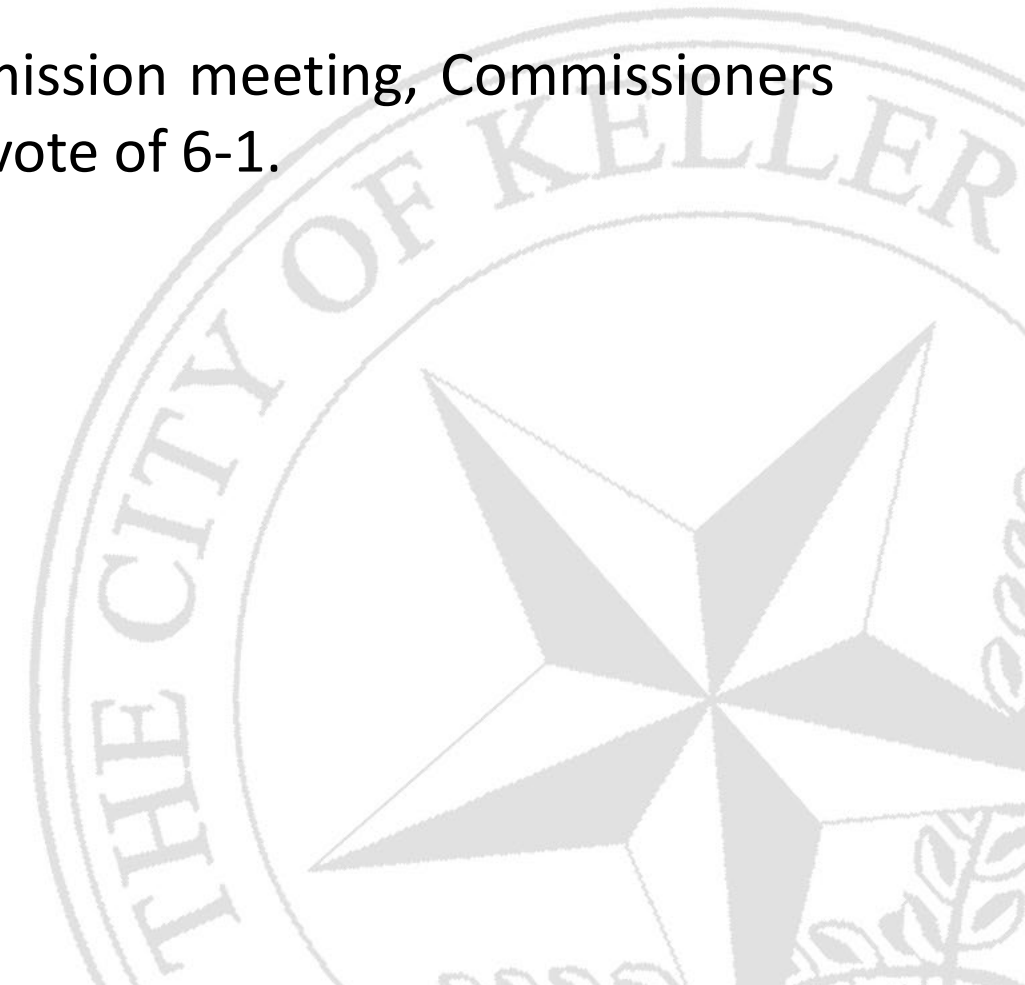 mission meeting, Commissioners
vote of 6-1.
THE CITY OF KELLER